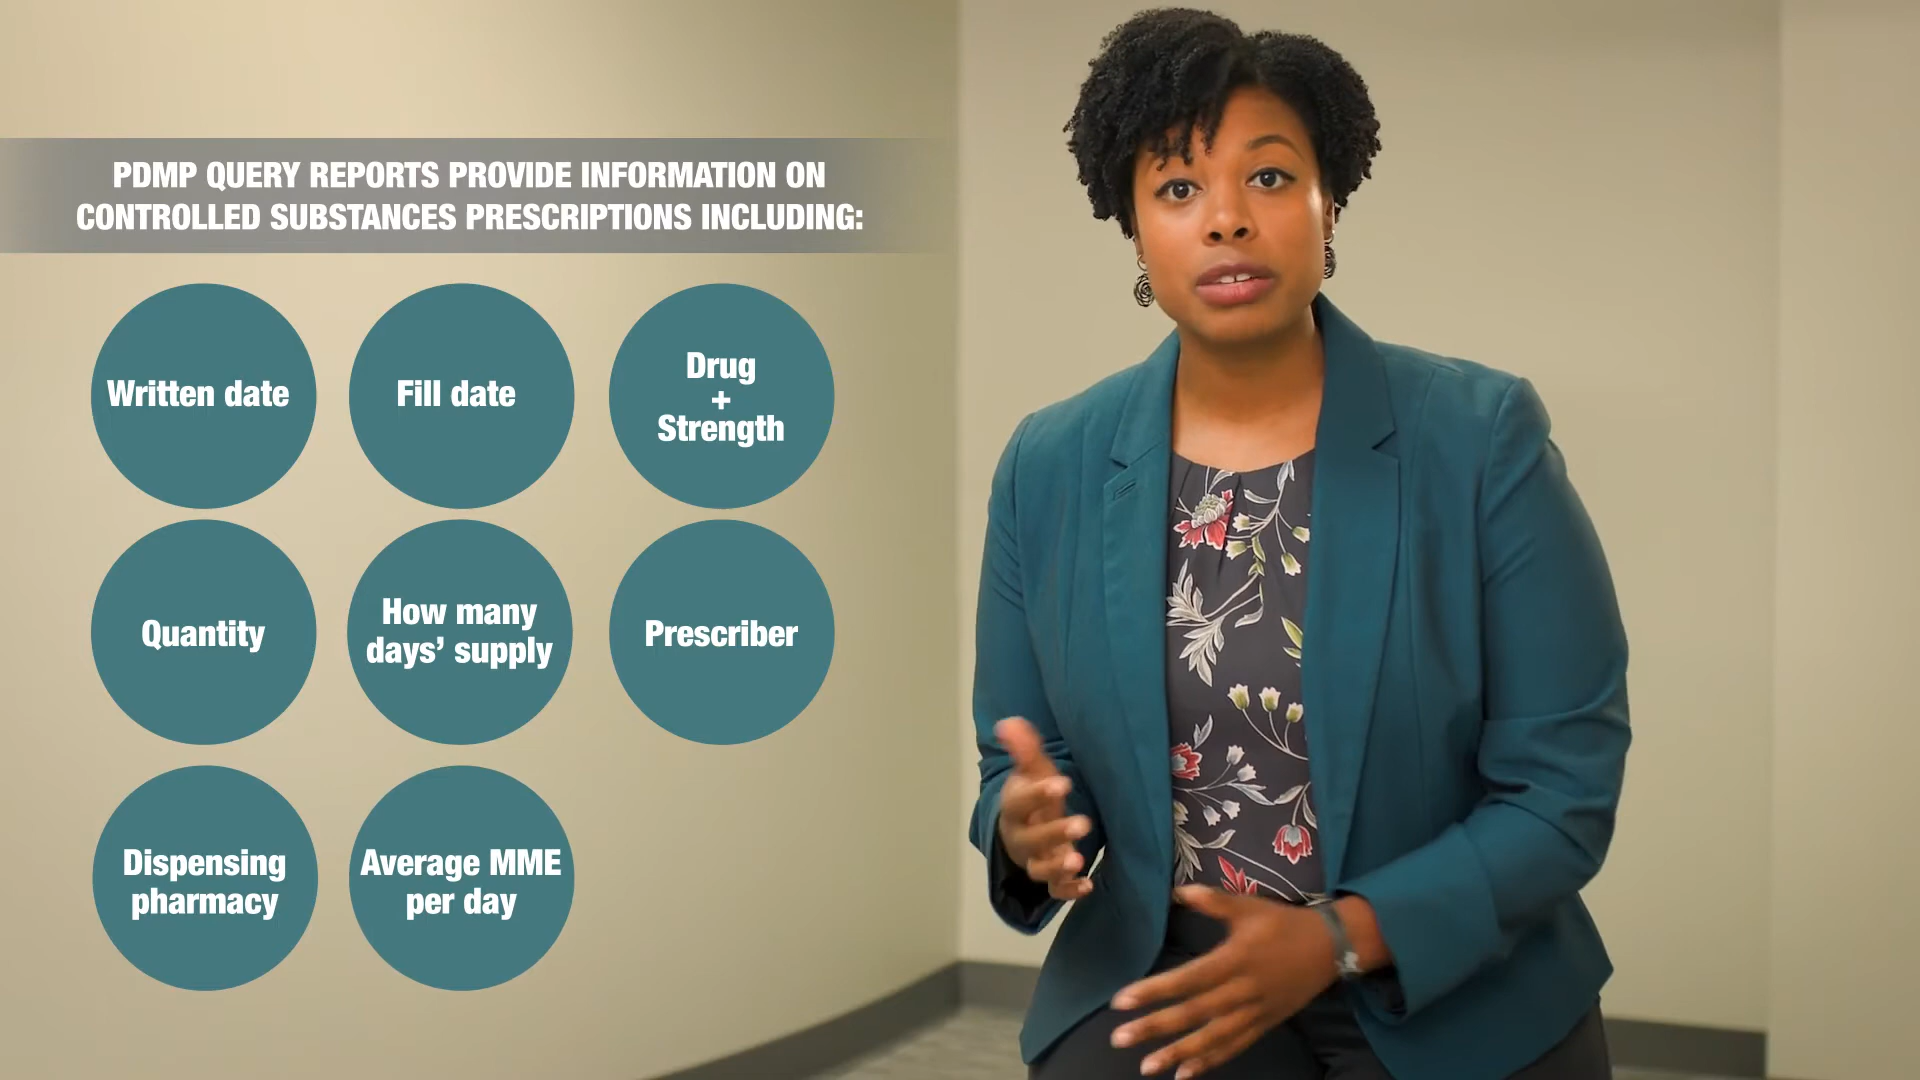 PDMP QUERY REPORTS PROVIDE INFORMATION ON
CONTROLLED SUBSTANCES PRESCRIPTIONS INCLUDING:
Written date
Fill date
Drug
+
Strength
Quantity
How many
days’ supply
Prescriber
Dispensing
pharmacy
Average MME
per day